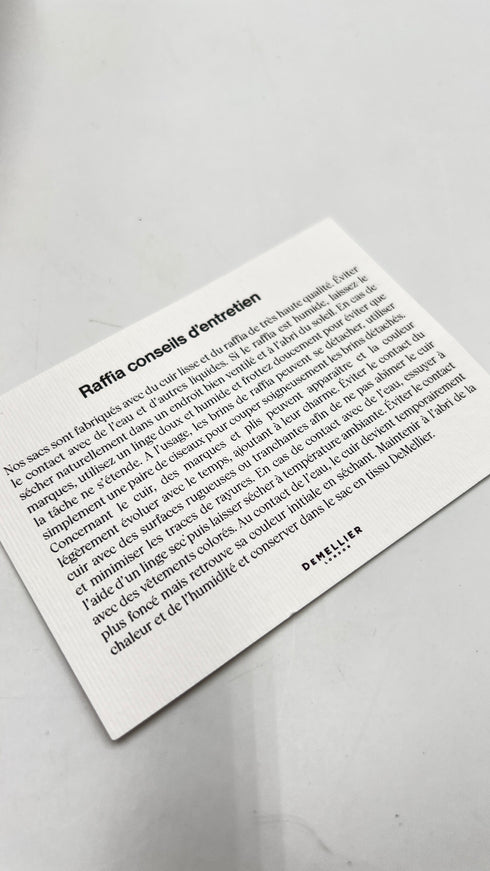 Raffia conseils d'entretien
Nos sacs sont fabriqués avec du cuir lisse et du raffia de très haute qualité. Éviter
le contact avec de l'eau et d'autres liquides. Si le raffia est humide, laissez-le
sécher naturellement dans un endroit bien ventilé et à l'abri du soleil. En cas de
marques, utilisez un linge doux et humide et frottez doucement pour éviter que
la tâche ne s'étende. A l'usage, les brins de raffia peuvent se détacher, utiliser
simplement une paire de ciseaux pour couper soigneusement les brins détachés.
Concernant le cuir, des marques et plis peuvent apparaitre et la couleur
légèrement évoluer avec le temps, ajoutant à leur charme. Éviter le contact du
cuir avec des surfaces rugueuses ou tranchantes afin de ne pas abîmer le cuir
et minimiser les traces de rayures. En cas de contact avec de l'eau, essuyer à
l'aide d'un linge sec puis laisser sécher à température ambiante. Éviter le contact
avec des vêtements colorés. Au contact de l'eau, le cuir devient temporairement
plus foncé mais retrouve sa couleur initiale en séchant. Maintenir à l'abri de la
chaleur et de l'humidité et conserver dans le sac en tissu DeMellier.
DEMELLIER
LONDON